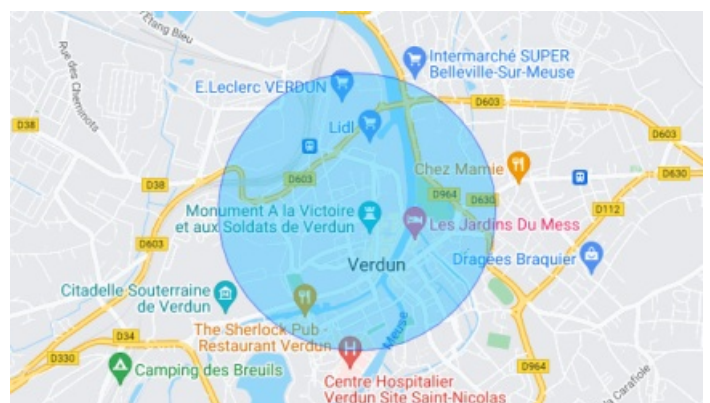 Etang Bleu
Rue des Cheminots
Intermarché SUPER
Belleville-Sur-Meuse
E.Leclerc VERDUN
D603
D38
Lidl
D603
Chez Mamie
D630
D38
D603
D964
D630
D112
Monument A la Victoire
et aux Soldats de Verdun
Les Jardins Du Mess
D603
Verdun
Dragées Braquier
Citadelle Souterraine
de Verdun
The Sherlock Pub -
Restaurant Verdun
Meuse
D34
D330
Camping des Breuils
D964
Centre Hospitalier
Verdun Site Saint-Nicolas
la Carafiole